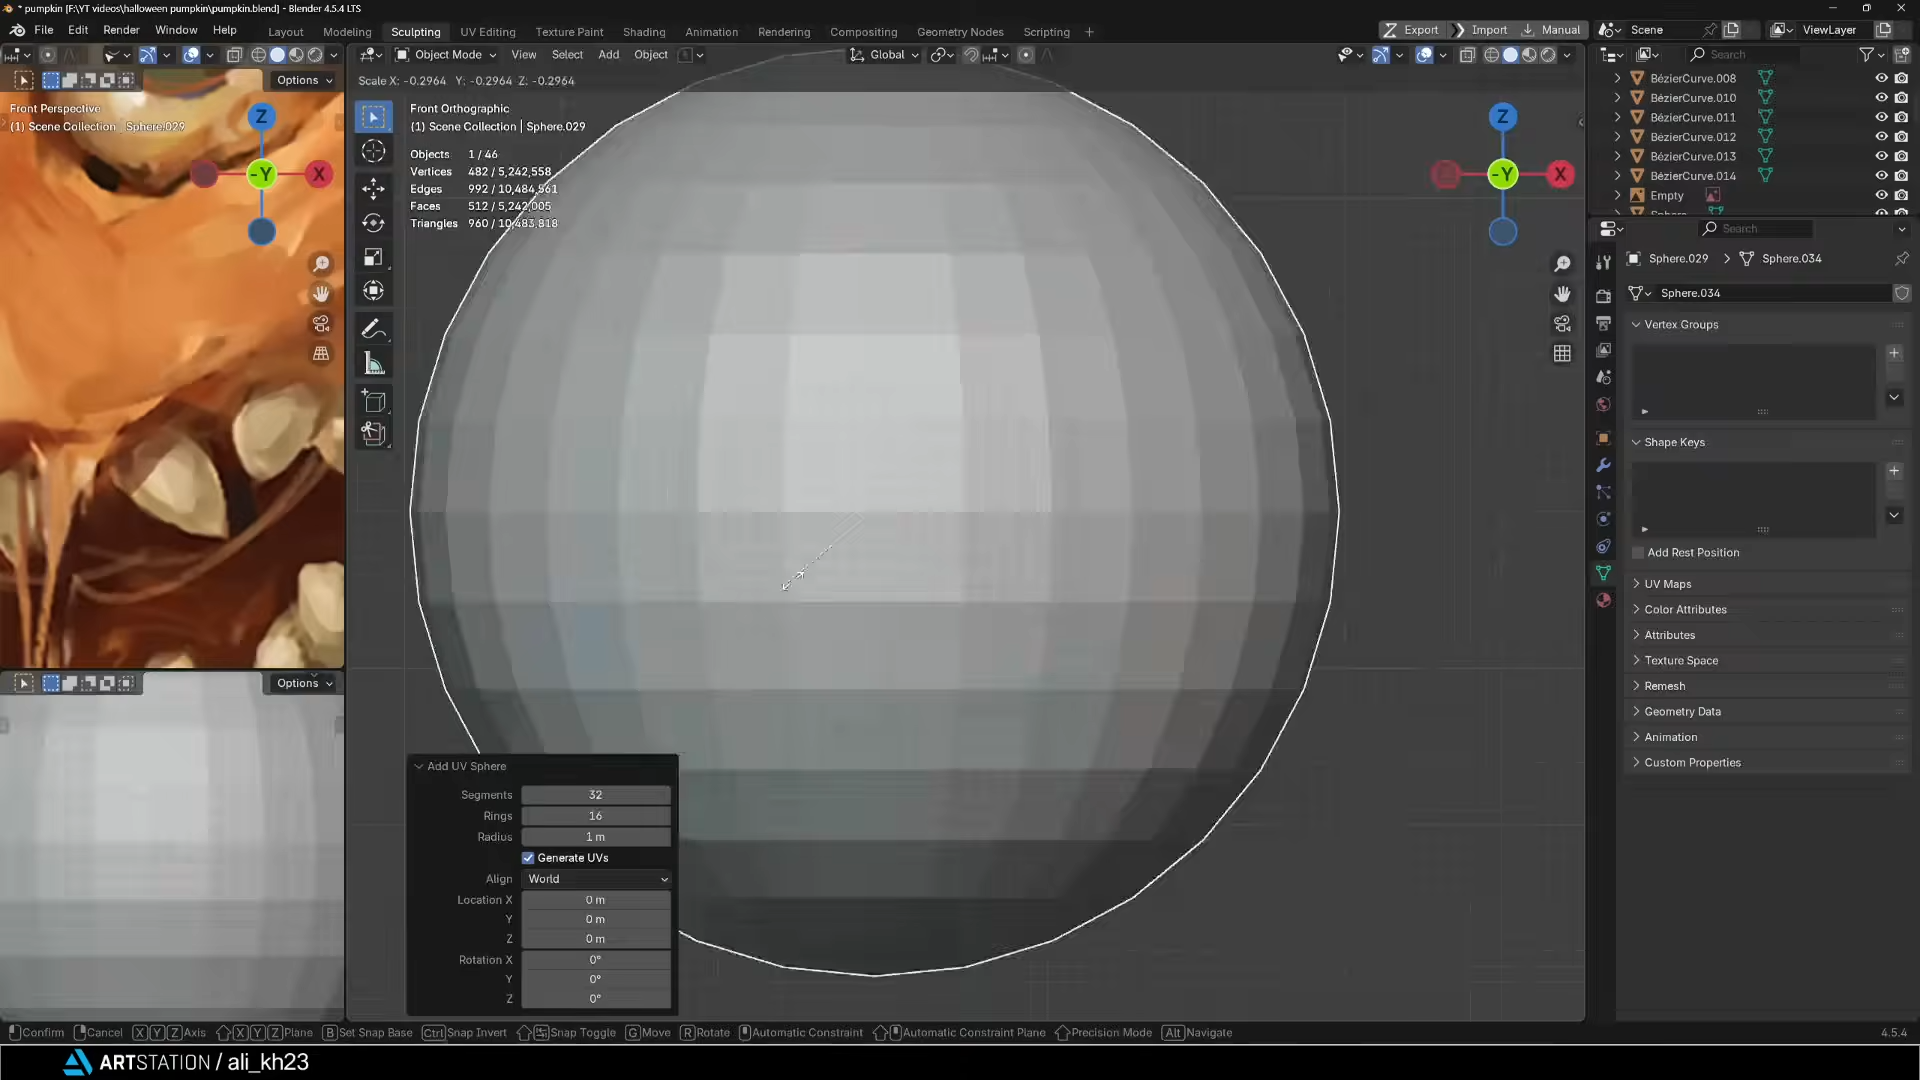 * pumpkin [F:\YT videos\halloween pumpkin\pumpkin.blend] - Blender 4.5.4 LTS
File Edit Render Window Help Layout Modeling Sculpting UV Editing Texture Paint Shading Animation Rendering Compositing Geometry Nodes Scripting + Export Import Manual Scene ViewLayer
Object Mode View Select Add Object Global Search
Scale X: -0.2964 Y: -0.2964 Z: -0.2964
Options
Front Perspective
(1) Scene Collection | Sphere.029
Z
-Y X
Front Orthographic
(1) Scene Collection | Sphere.029
Objects 1 / 46
Vertices 482 / 5,242,558
Edges 992 / 10,484,561
Faces 512 / 5,242,005
Triangles 960 / 10,483,818
Z
-Y X
BézierCurve.008
BézierCurve.010
BézierCurve.011
BézierCurve.012
BézierCurve.013
BézierCurve.014
Empty
Search
Sphere.029 > Sphere.034
Sphere.034
Vertex Groups
Shape Keys
Add Rest Position
UV Maps
Color Attributes
Attributes
Texture Space
Remesh
Geometry Data
Animation
Custom Properties
Options
Add UV Sphere
Segments 32
Rings 16
Radius 1 m
Generate UVs
Align World
Location X 0 m
Y 0 m
Z 0 m
Rotation X 0°
Y 0°
Z 0°
Confirm Cancel X Y Z Axis X Y Z Plane B Set Snap Base Ctrl Snap Invert Snap Toggle G Move R Rotate Automatic Constraint Automatic Constraint Plane Precision Mode Alt Navigate 4.5.4
ARTSTATION / ali_kh23